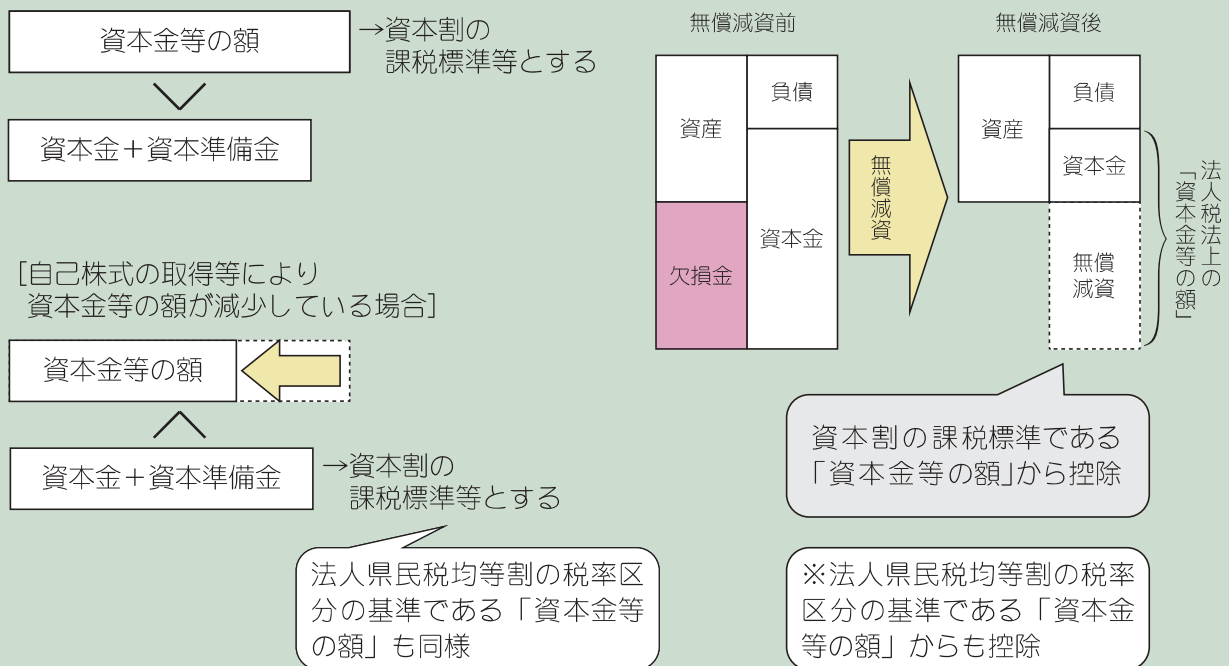 資本金等の額
→資本割の
課税標準等とする
資本金+資本準備金
[自己株式の取得等により
資本金等の額が減少している場合]
資本金等の額
資本金+資本準備金
→資本割の
課税標準等とする
法人県民税均等割の税率区
分の基準である「資本金等
の額」も同様
無償減資前
資産
負債
欠損金
資本金
無償減資
無償減資後
資産
負債
資本金
無償
減資
法人税法上の
「資本金等の額」
資本割の課税標準である
「資本金等の額」から控除
※法人県民税均等割の税率
区分の基準である「資本金
等の額」からも控除